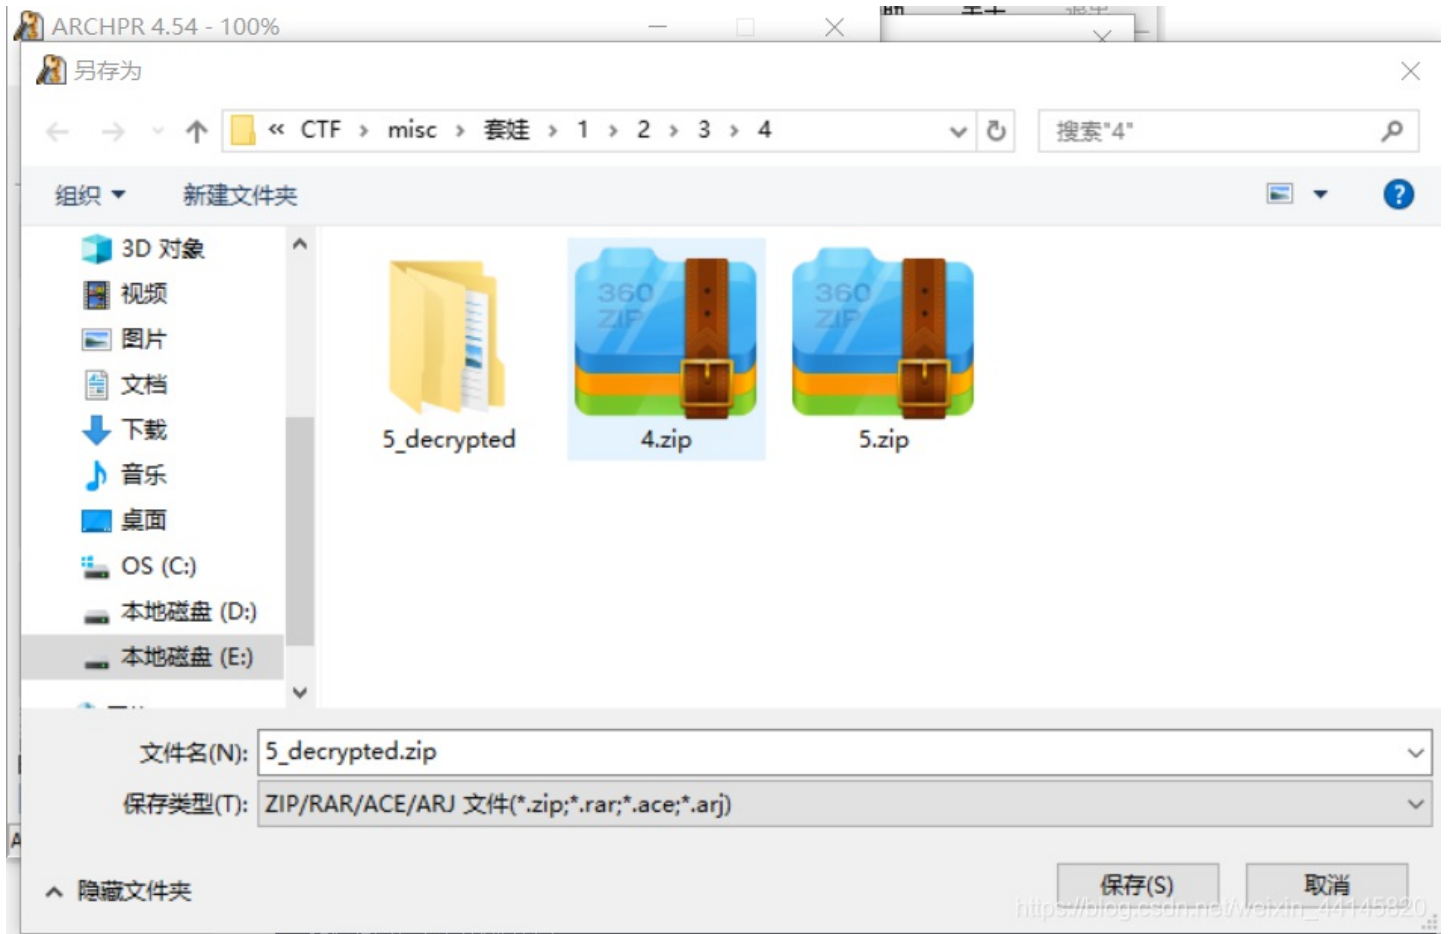 ARCHPR 4.54 - 100%
另存为
« CTF › misc › 套娃 › 1 › 2 › 3 › 4
搜索"4"
组织
新建文件夹
3D 对象
视频
图片
文档
下载
音乐
桌面
OS (C:)
本地磁盘 (D:)
本地磁盘 (E:)
360
ZIP
360
ZIP
5_decrypted
4.zip
5.zip
文件名(N): 5_decrypted.zip
保存类型(T): ZIP/RAR/ACE/ARJ 文件(*.zip;*.rar;*.ace;*.arj)
隐藏文件夹
保存(S)
取消
https://blog.csdn.net/weixin_44145820